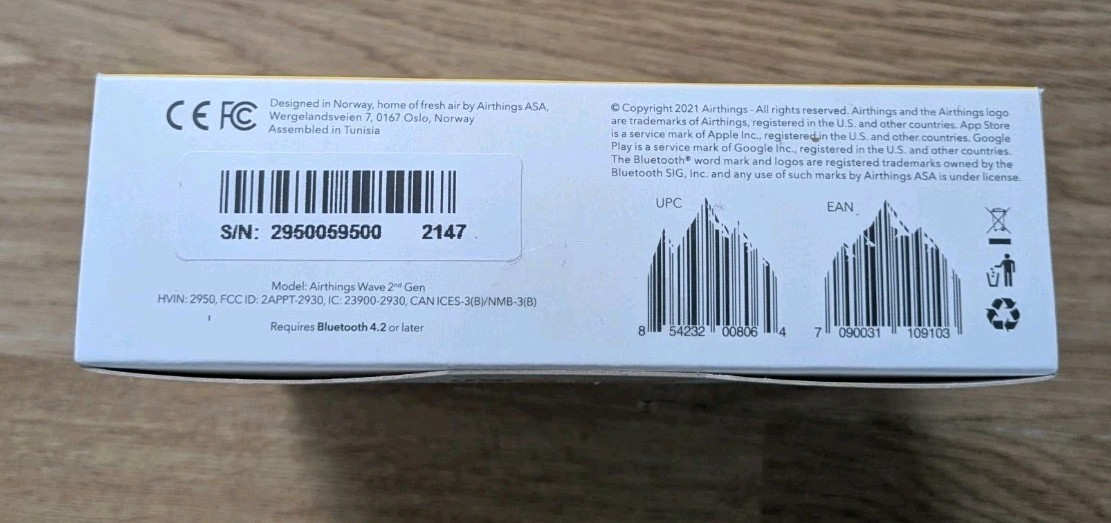 CE FC Designed in Norway, home of fresh air by Airthings ASA,
Wergelandsveien 7, 0167 Oslo, Norway
Assembled in Tunisia
S/N: 2950059500 2147
Model: Airthings Wave 2nd Gen
HVIN: 2950, FCC ID: 2APPT-2930, IC: 23900-2930, CAN ICES-3(B)/NMB-3(B)
Requires Bluetooth 4.2 or later
© Copyright 2021 Airthings - All rights reserved. Airthings and the Airthings logo
are trademarks of Airthings, registered in the U.S. and other countries. App Store
is a service mark of Apple Inc., registered in the U.S. and other countries. Google
Play is a service mark of Google Inc., registered in the U.S. and other countries.
The Bluetooth® word mark and logos are registered trademarks owned by the
Bluetooth SIG, Inc. and any use of such marks by Airthings ASA is under license.
UPC
8 54232 00806 4
EAN
7 090031 109103